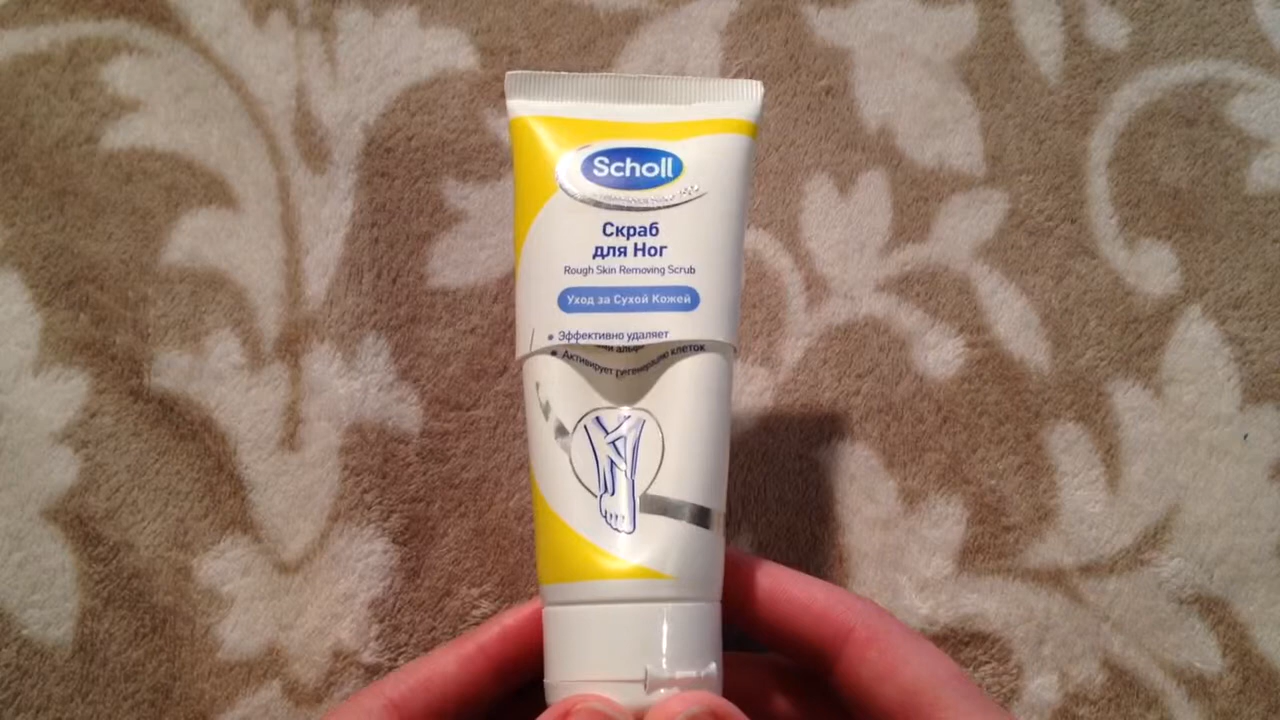 Scholl
Скраб
для Ног
Rough Skin Removing Scrub
Уход за Сухой Кожей
Эффективно удаляет
Активирует регенерацию клеток